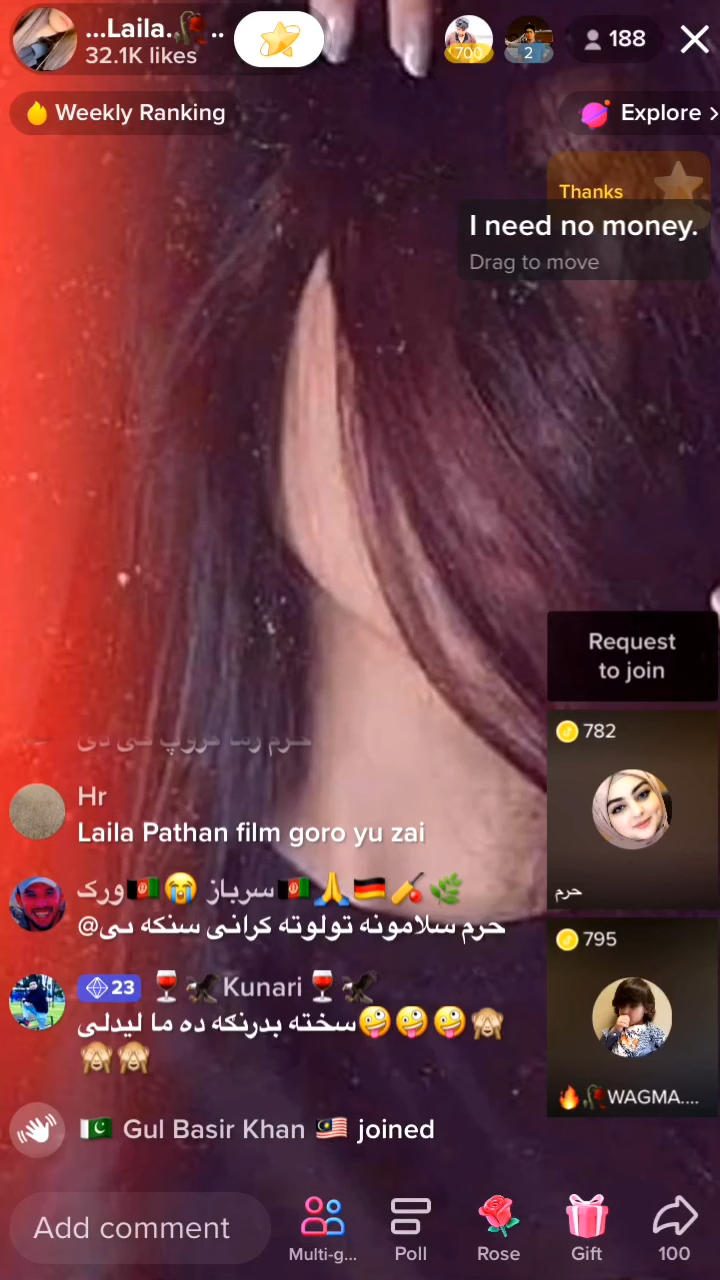 ...Laila.🥀..
32.1K likes
700
2
188
Weekly Ranking
Explore >
Thanks
I need no money.
Drag to move
Request
to join
782
حرم
795
🔥🥀WAGMA....
Hr
Laila Pathan film goro yu zai
ورک🇦🇫😭سرباز🇦🇫🙏🇩🇪🏏🌿
@حرم سلامونه تولوته کرانی سنکه یی
23 🍷🦅Kunari🍷🦅
سخته بدرنګه ده ما لیدلی🤪🤪🤪🙈
🙈🙈
🇵🇰 Gul Basir Khan 🇲🇾 joined
Add comment
Multi-g...
Poll
Rose
Gift
100